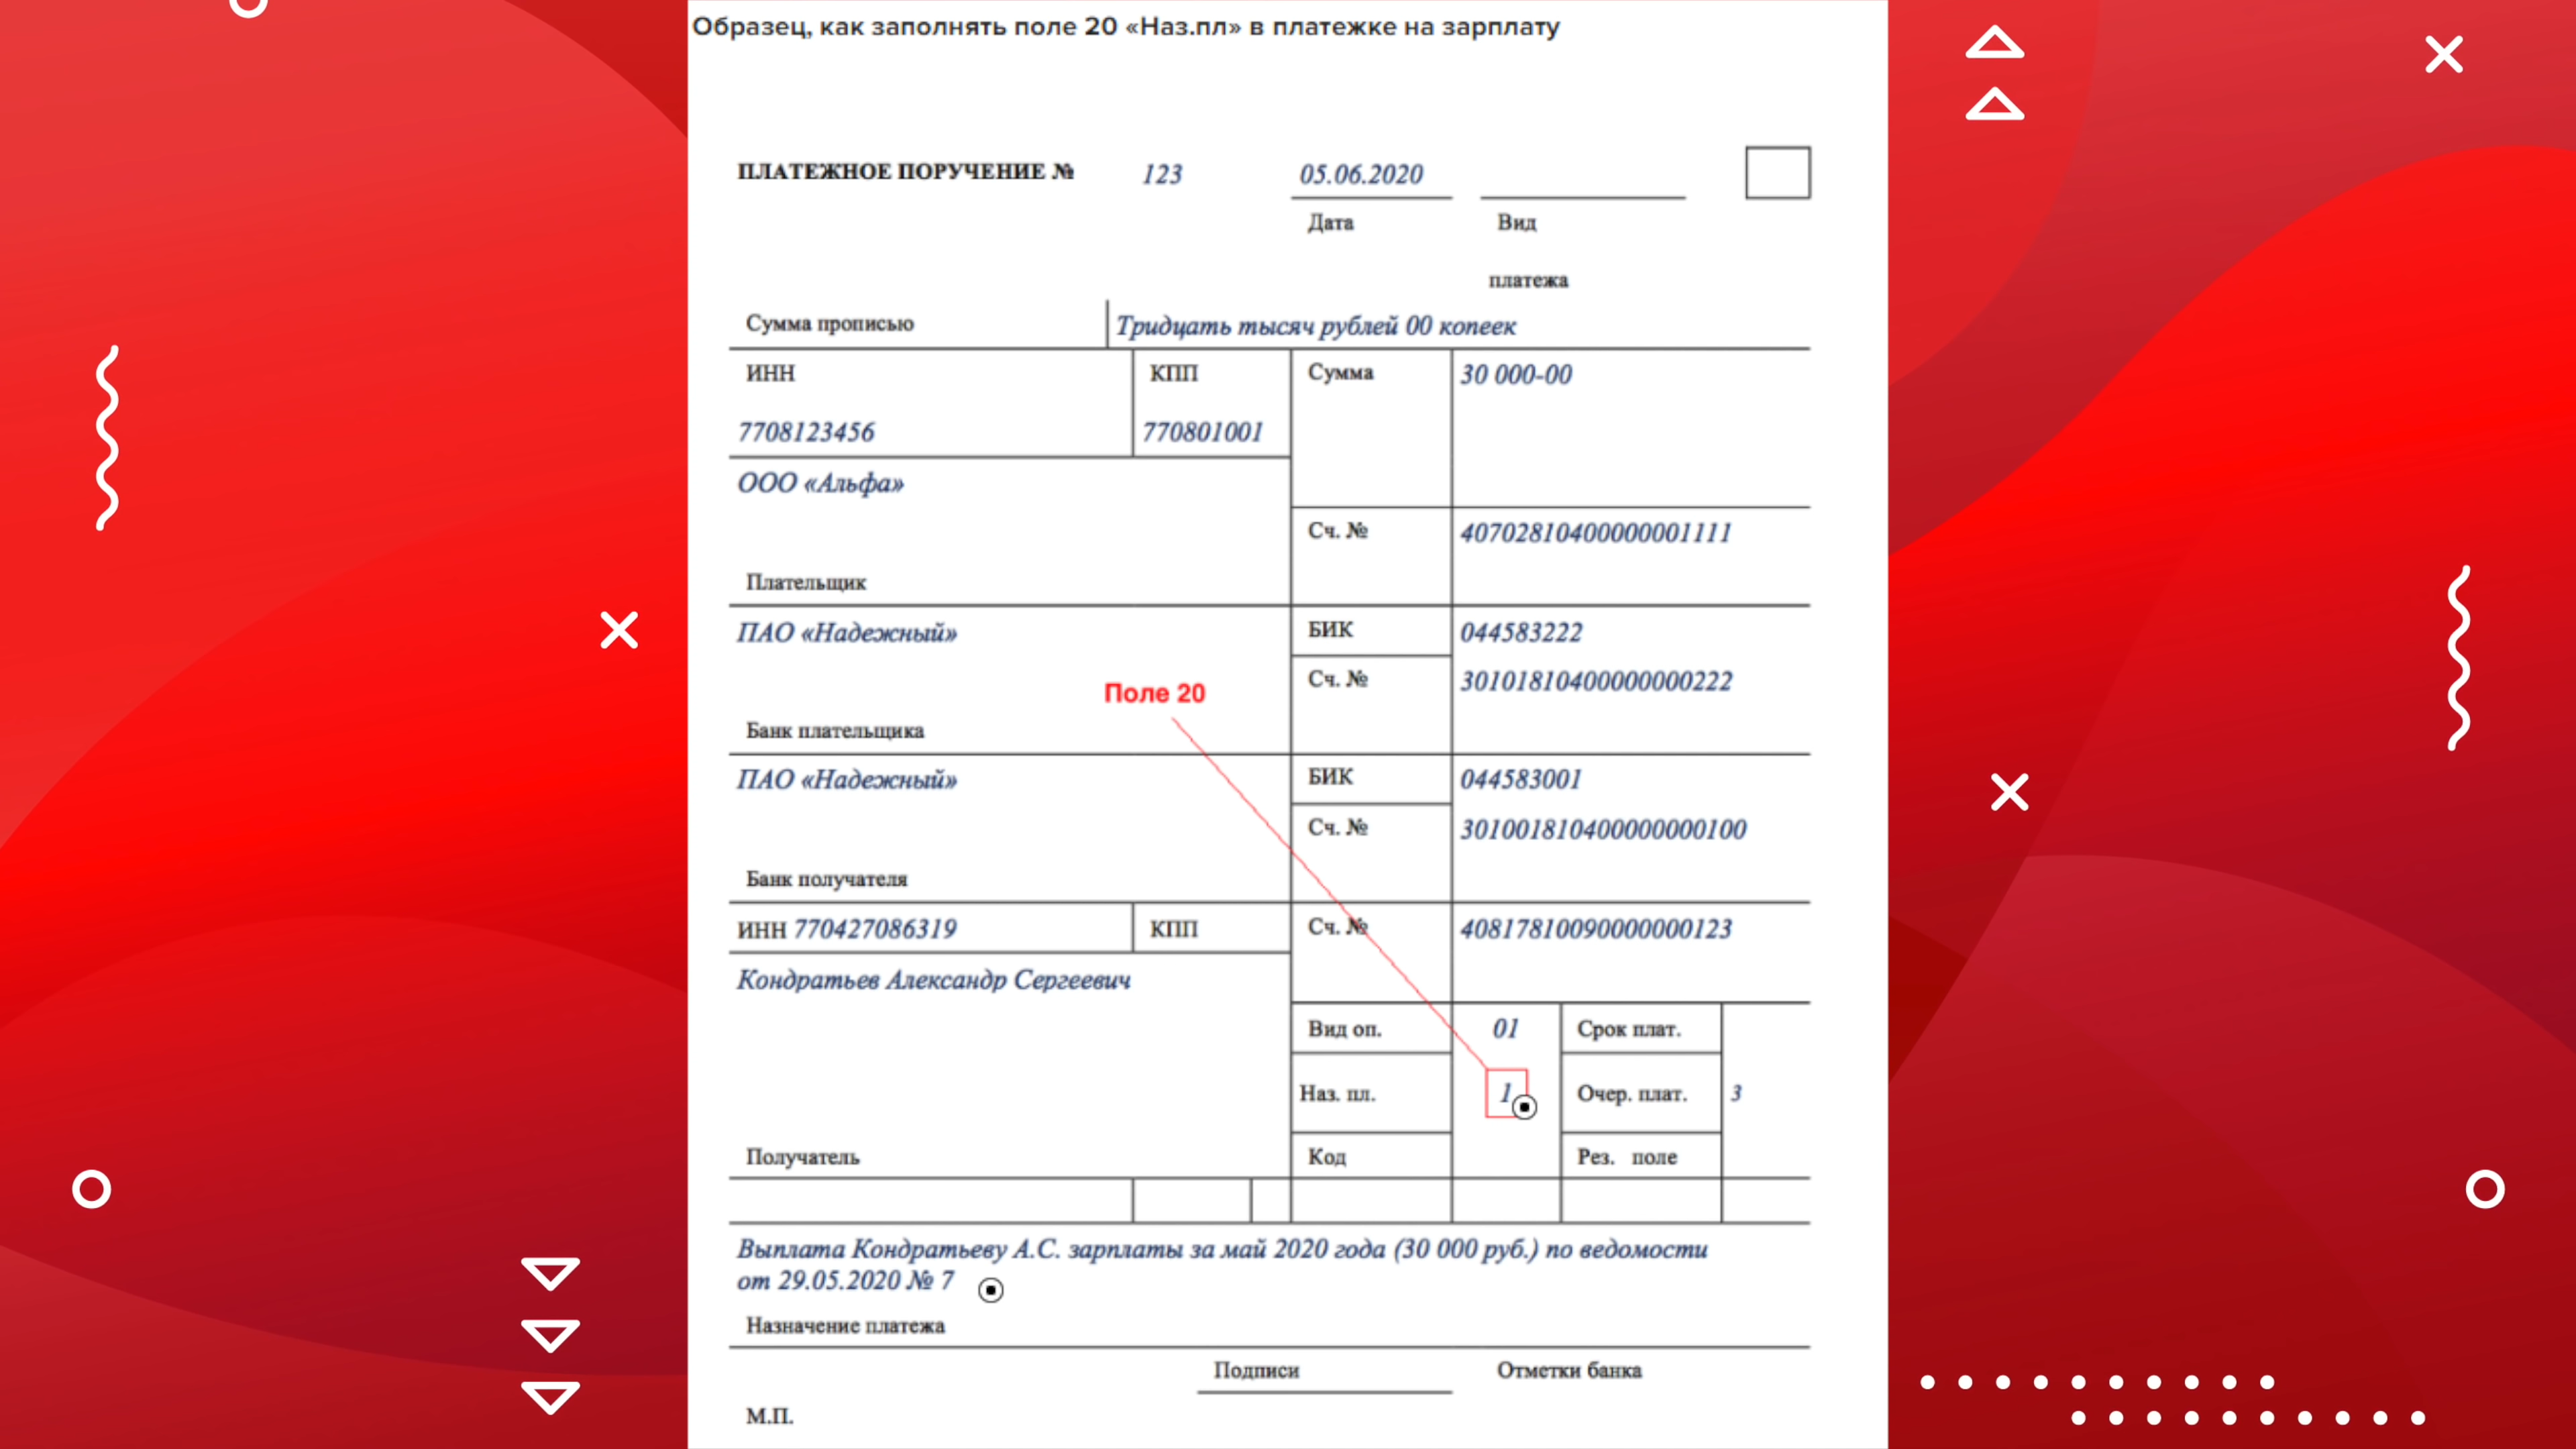 Образец, как заполнять поле 20 «Наз.пл» в платежке на зарплату
ПЛАТЕЖНОЕ ПОРУЧЕНИЕ № 123 05.06.2020
Дата Вид
платежа
Сумма прописью Тридцать тысяч рублей 00 копеек
ИНН КПП Сумма 30 000-00
7708123456 770801001
ООО «Альфа»
Сч. № 40702810400000001111
Плательщик
ПАО «Надежный» БИК 044583222
Сч. № 30101810400000000222
Поле 20
Банк плательщика
ПАО «Надежный» БИК 044583001
Сч. № 301001810400000000100
Банк получателя
ИНН 770427086319 КПП Сч. № 40817810090000000123
Кондратьев Александр Сергеевич
Вид оп. 01 Срок плат.
Наз. пл. 1 Очер. плат. 3
Получатель Код Рез. поле
Выплата Кондратьеву А.С. зарплаты за май 2020 года (30 000 руб.) по ведомости
от 29.05.2020 № 7
Назначение платежа
Подписи Отметки банка
М.П.